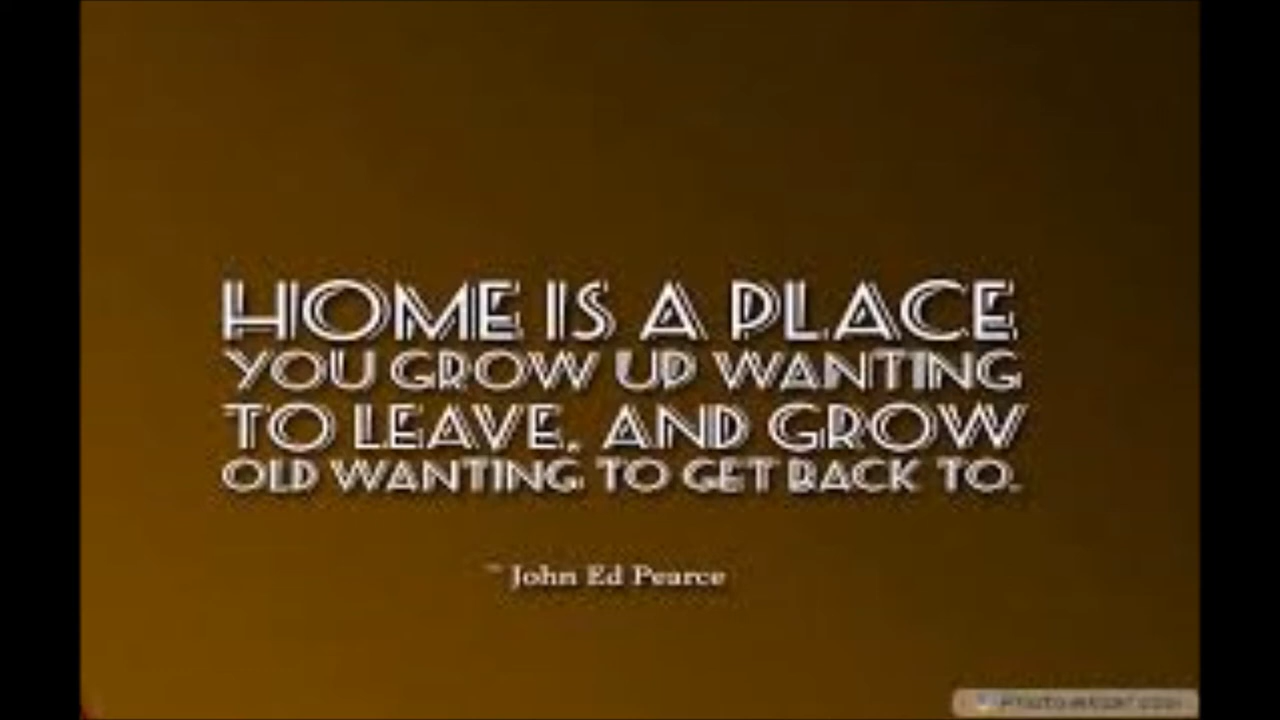 HOME IS A PLACE
YOU GROW UP WANTING
TO LEAVE, AND GROW
OLD WANTING TO GET BACK TO.
~ John Ed Pearce